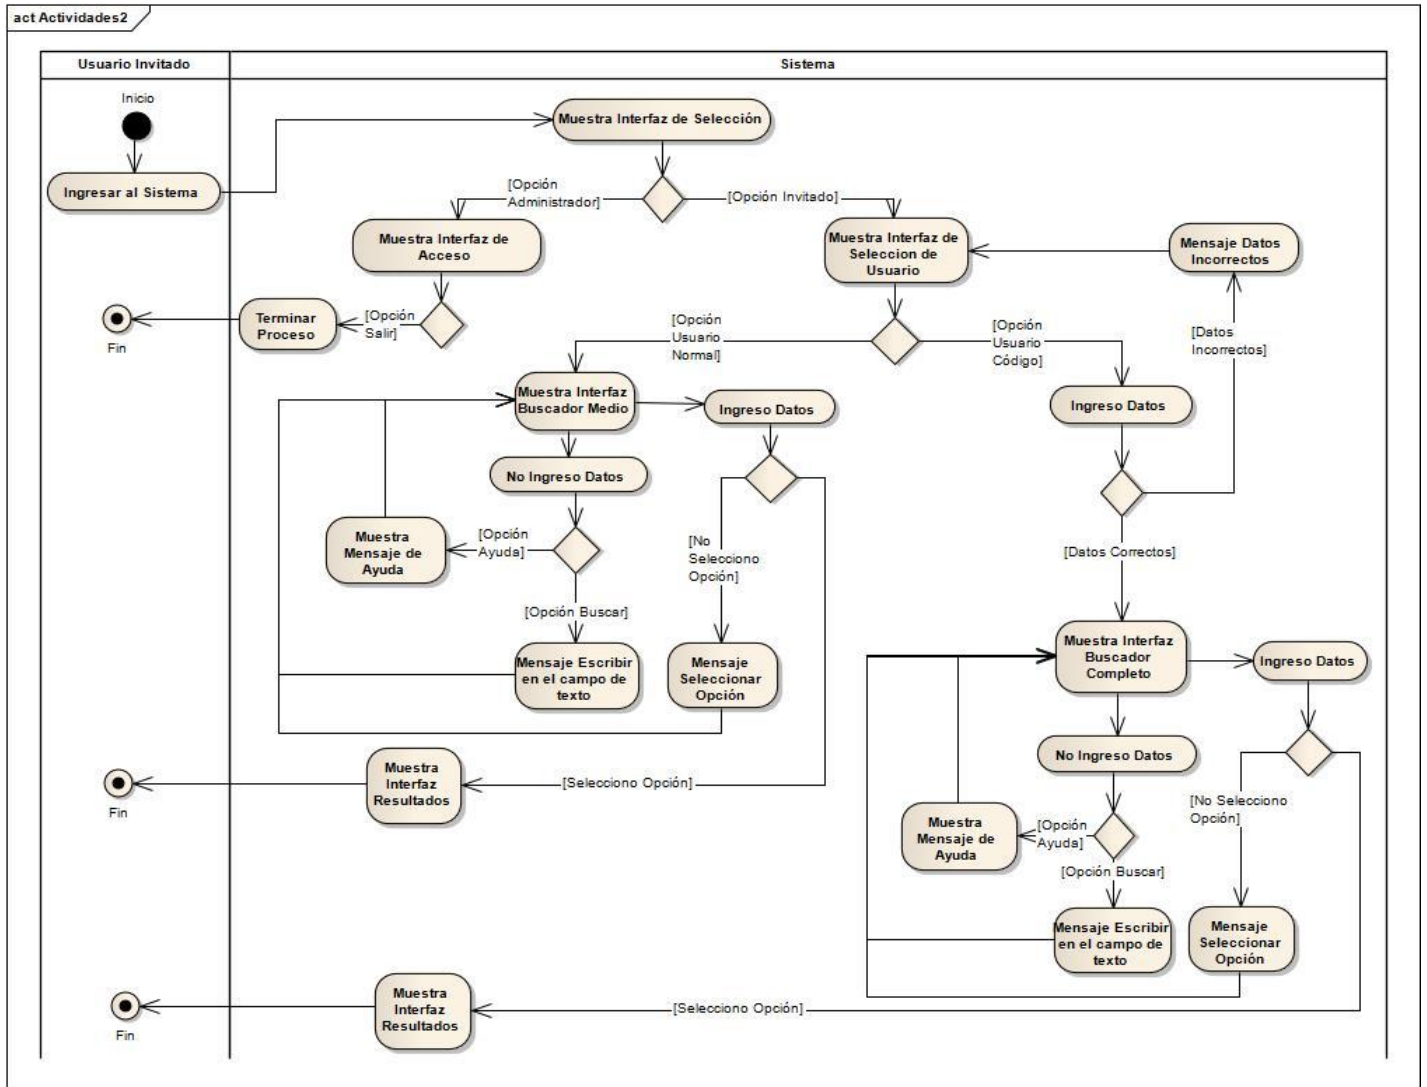 act Actividades2
Usuario Invitado
Sistema
Inicio
Muestra Interfaz de Selección
Ingresar al Sistema
[Opción
Administrador]
[Opción Invitado]
Muestra Interfaz de
Acceso
Muestra Interfaz de
Seleccion de
Usuario
Mensaje Datos
Incorrectos
Terminar
Proceso
[Opción
Salir]
Fin
[Opción
Usuario
Normal]
[Opción
Usuario
Código]
[Datos
Incorrectos]
Muestra Interfaz
Buscador Medio
Ingreso Datos
Ingreso Datos
No Ingreso Datos
Muestra
Mensaje de
Ayuda
[Opción
Ayuda]
[No
Selecciono
Opción]
[Datos Correctos]
[Opción Buscar]
Mensaje Escribir
en el campo de
texto
Mensaje
Seleccionar
Opción
Muestra Interfaz
Buscador
Completo
Ingreso Datos
No Ingreso Datos
Muestra
Interfaz
Resultados
[Selecciono Opción]
Fin
[No Selecciono
Opción]
Muestra
Mensaje de
Ayuda
[Opción
Ayuda]
[Opción Buscar]
Mensaje Escribir
en el campo de
texto
Mensaje
Seleccionar
Opción
Muestra
Interfaz
Resultados
[Selecciono Opción]
Fin